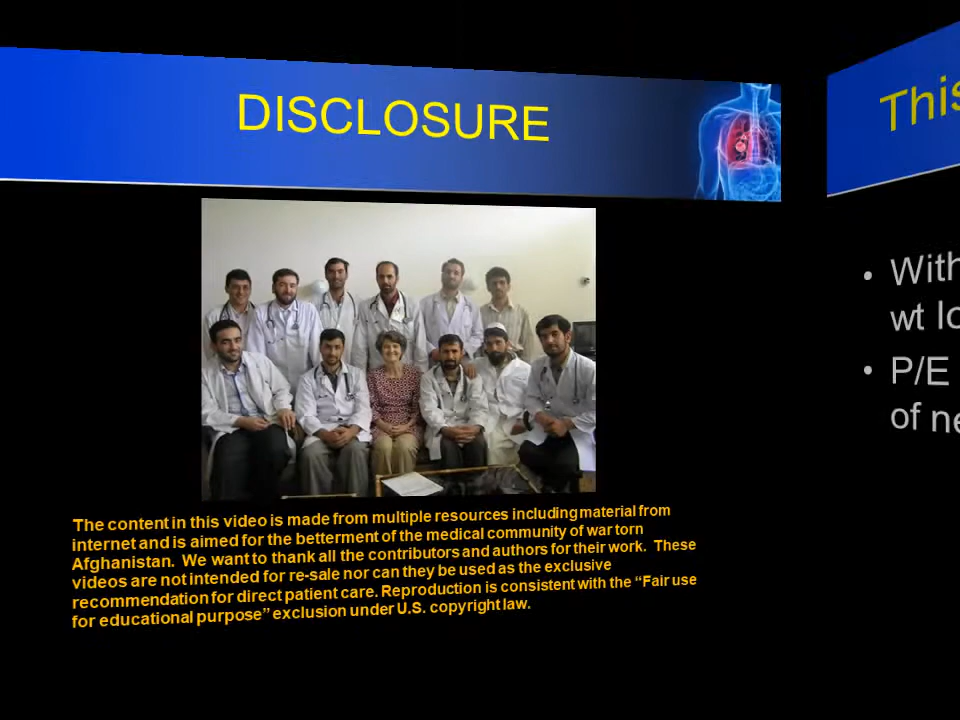 DISCLOSURE
The content in this video is made from multiple resources including material from
internet and is aimed for the betterment of the medical community of war torn
Afghanistan. We want to thank all the contributors and authors for their work. These
videos are not intended for re-sale nor can they be used as the exclusive
recommendation for direct patient care. Reproduction is consistent with the “Fair use
for educational purpose” exclusion under U.S. copyright law.
This
• With
wt
• P/E
of